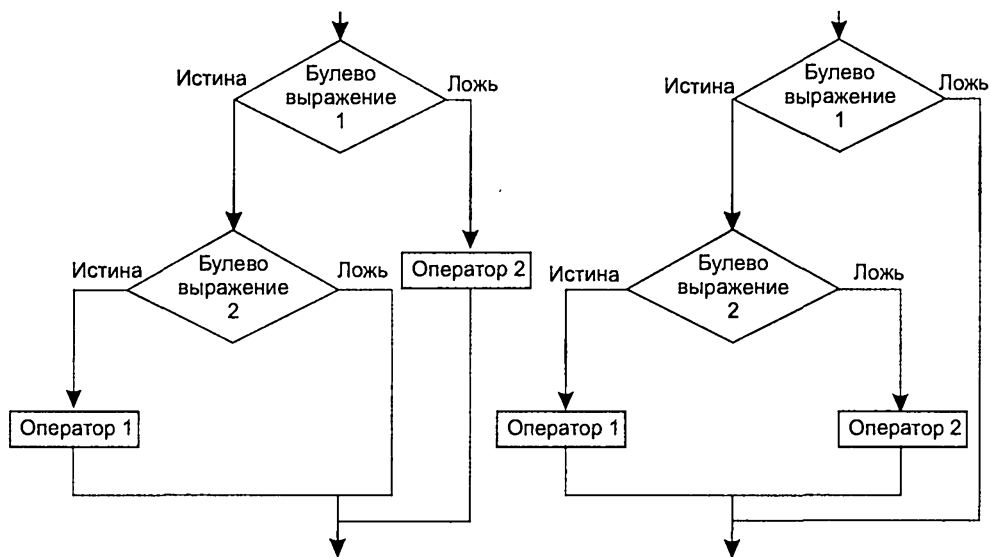 Истина
Булево
выражение
1
Ложь
Истина
Булево
выражение
2
Ложь
Оператор 2
Оператор 1
Истина
Булево
выражение
1
Ложь
Истина
Булево
выражение
2
Ложь
Оператор 1
Оператор 2